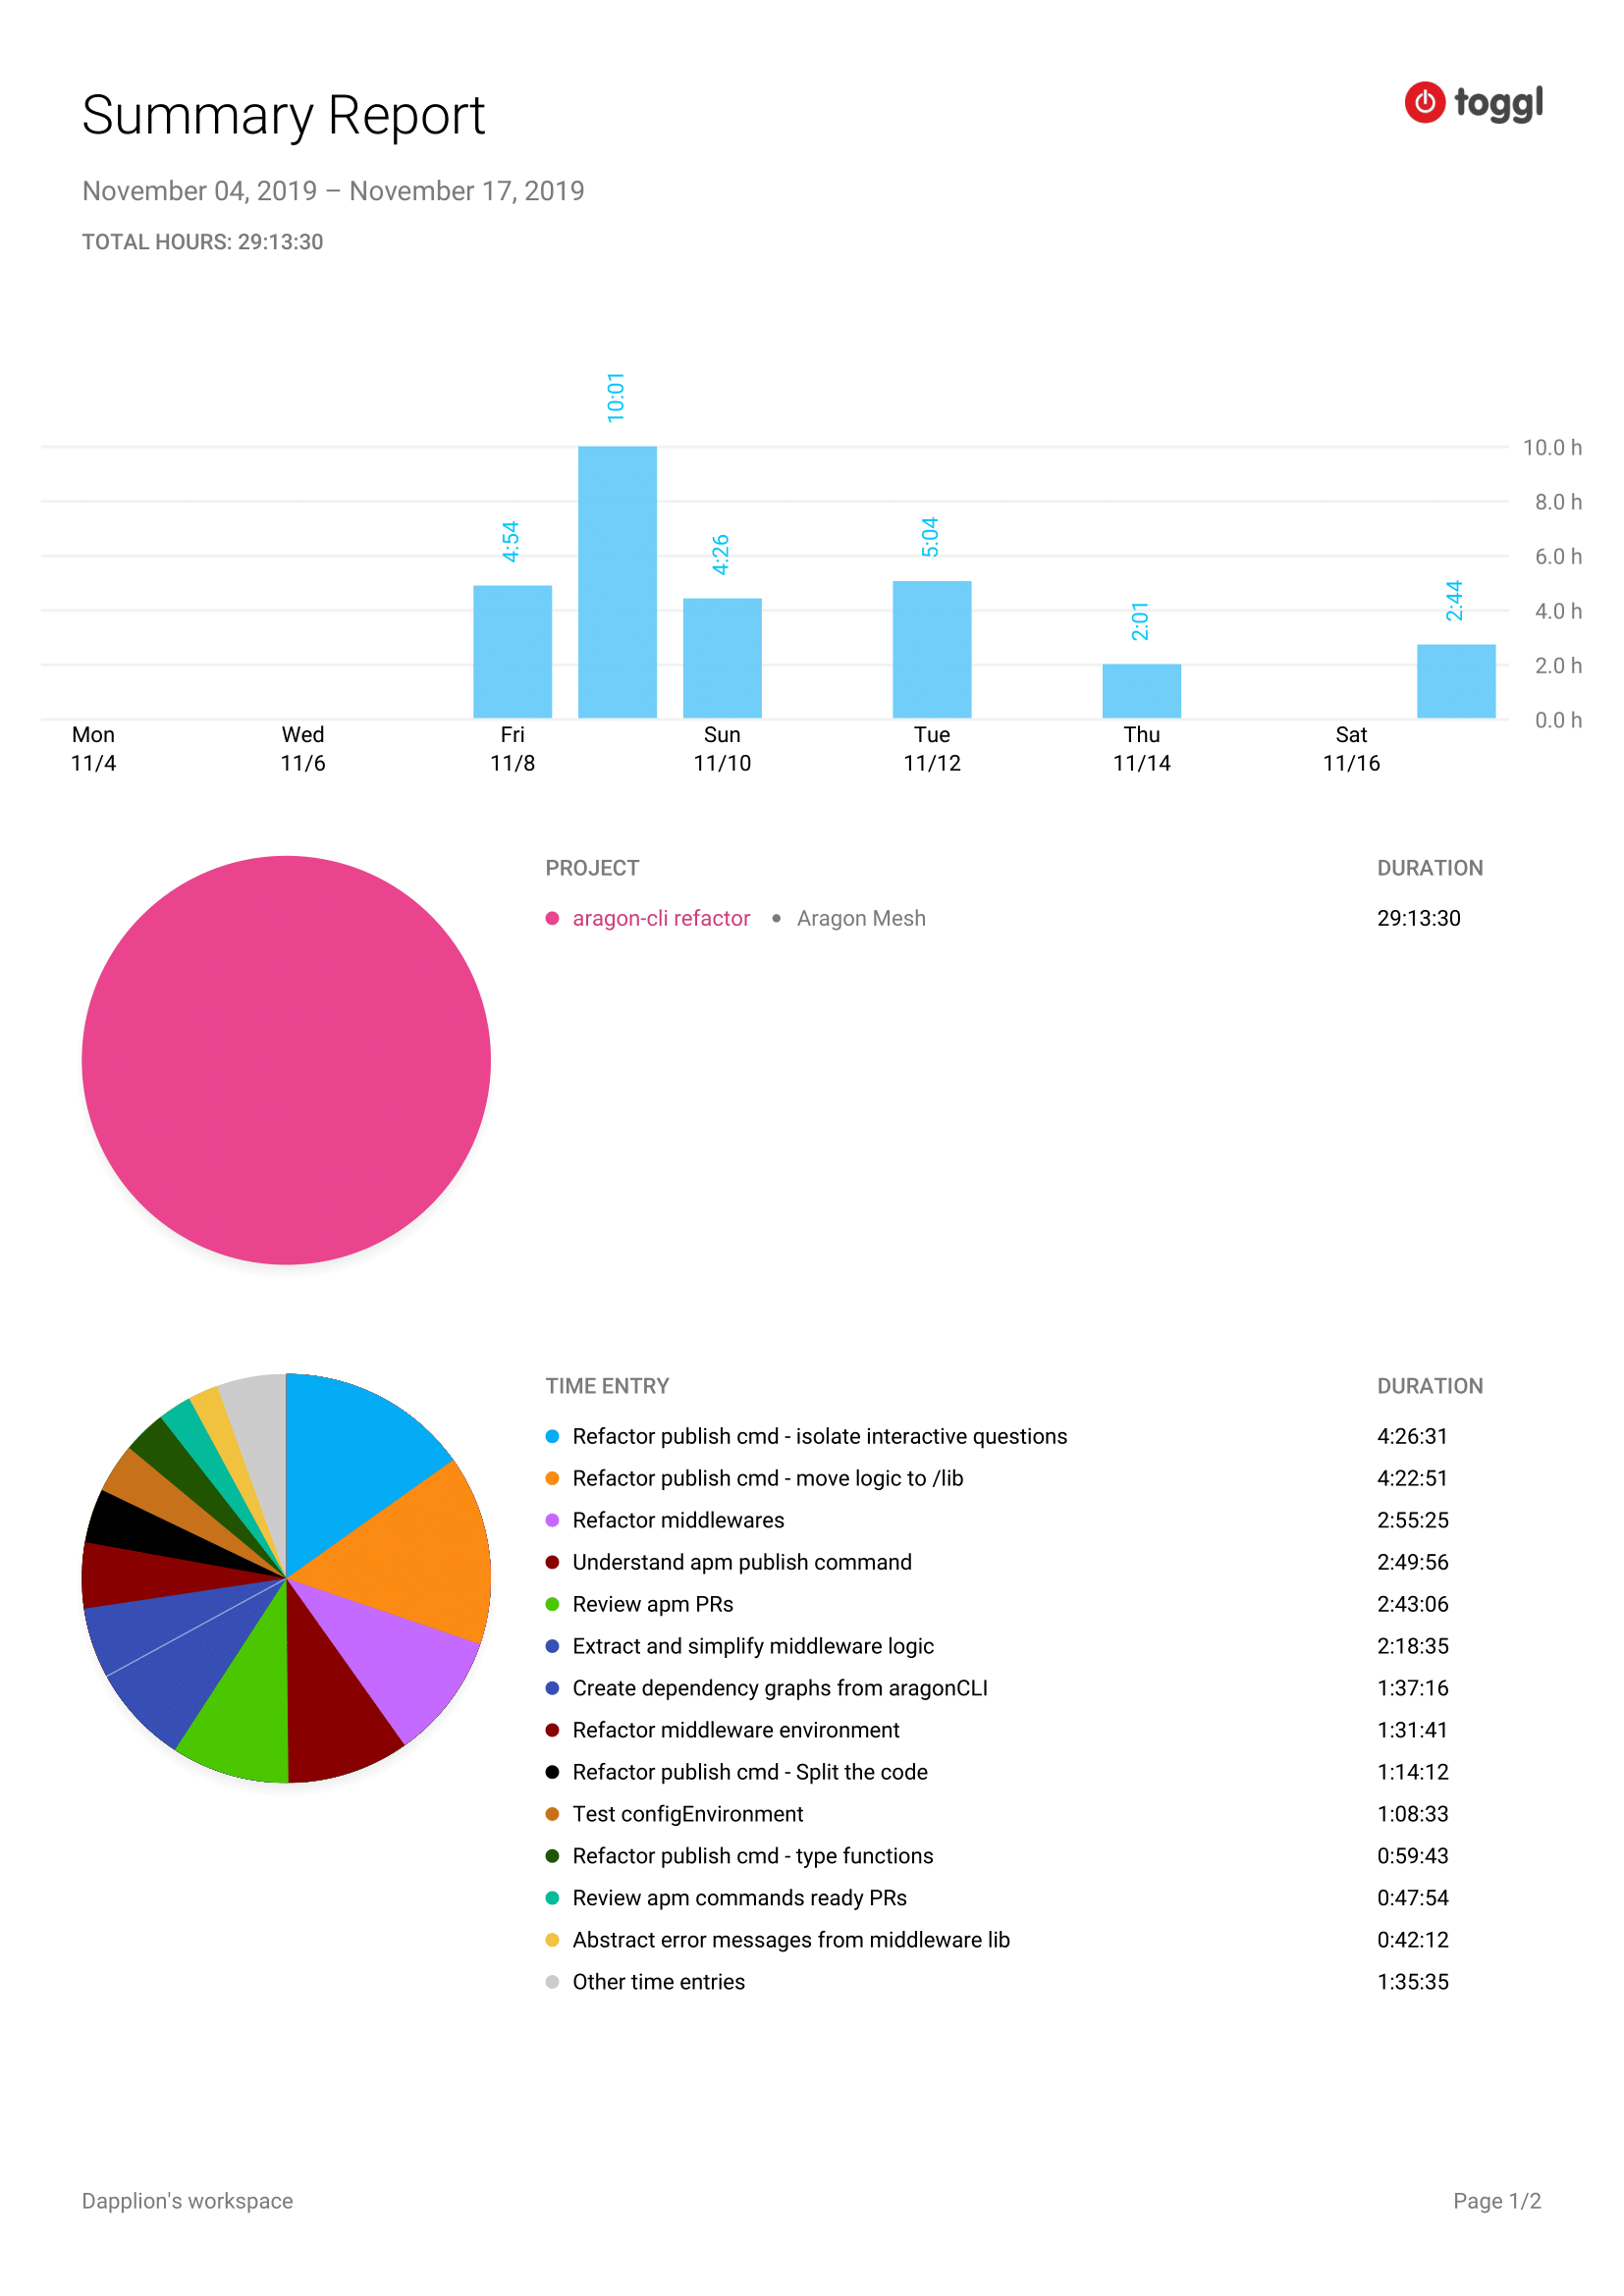 Summary Report
toggl
November 04, 2019 – November 17, 2019
TOTAL HOURS: 29:13:30
10:01
4:54
4:26
5:04
2:01
2:44
10.0 h
8.0 h
6.0 h
4.0 h
2.0 h
0.0 h
Mon Wed Fri Sun Tue Thu Sat
11/4 11/6 11/8 11/10 11/12 11/14 11/16
PROJECT DURATION
aragon-cli refactor • Aragon Mesh 29:13:30
TIME ENTRY DURATION
Refactor publish cmd - isolate interactive questions 4:26:31
Refactor publish cmd - move logic to /lib 4:22:51
Refactor middlewares 2:55:25
Understand apm publish command 2:49:56
Review apm PRs 2:43:06
Extract and simplify middleware logic 2:18:35
Create dependency graphs from aragonCLI 1:37:16
Refactor middleware environment 1:31:41
Refactor publish cmd - Split the code 1:14:12
Test configEnvironment 1:08:33
Refactor publish cmd - type functions 0:59:43
Review apm commands ready PRs 0:47:54
Abstract error messages from middleware lib 0:42:12
Other time entries 1:35:35
Dapplion's workspace Page 1/2